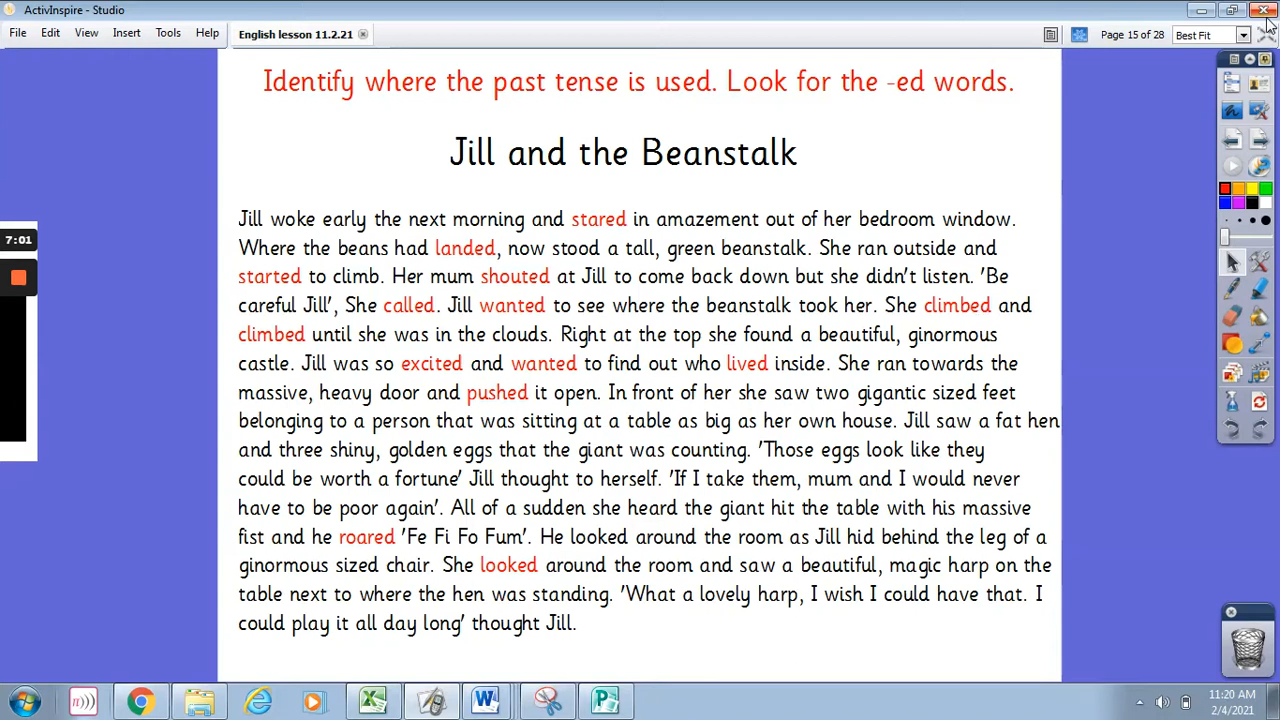 ActivInspire - Studio
File Edit View Insert Tools Help
English lesson 11.2.21
Page 15 of 28
Best Fit
Identify where the past tense is used. Look for the -ed words.
Jill and the Beanstalk
Jill woke early the next morning and stared in amazement out of her bedroom window.
Where the beans had landed, now stood a tall, green beanstalk. She ran outside and
started to climb. Her mum shouted at Jill to come back down but she didn't listen. 'Be
careful Jill', She called. Jill wanted to see where the beanstalk took her. She climbed and
climbed until she was in the clouds. Right at the top she found a beautiful, ginormous
castle. Jill was so excited and wanted to find out who lived inside. She ran towards the
massive, heavy door and pushed it open. In front of her she saw two gigantic sized feet
belonging to a person that was sitting at a table as big as her own house. Jill saw a fat hen
and three shiny, golden eggs that the giant was counting. 'Those eggs look like they
could be worth a fortune' Jill thought to herself. 'If I take them, mum and I would never
have to be poor again'. All of a sudden she heard the giant hit the table with his massive
fist and he roared 'Fe Fi Fo Fum'. He looked around the room as Jill hid behind the leg of a
ginormous sized chair. She looked around the room and saw a beautiful, magic harp on the
table next to where the hen was standing. 'What a lovely harp, I wish I could have that. I
could play it all day long' thought Jill.
7:01
11:20 AM
2/4/2021